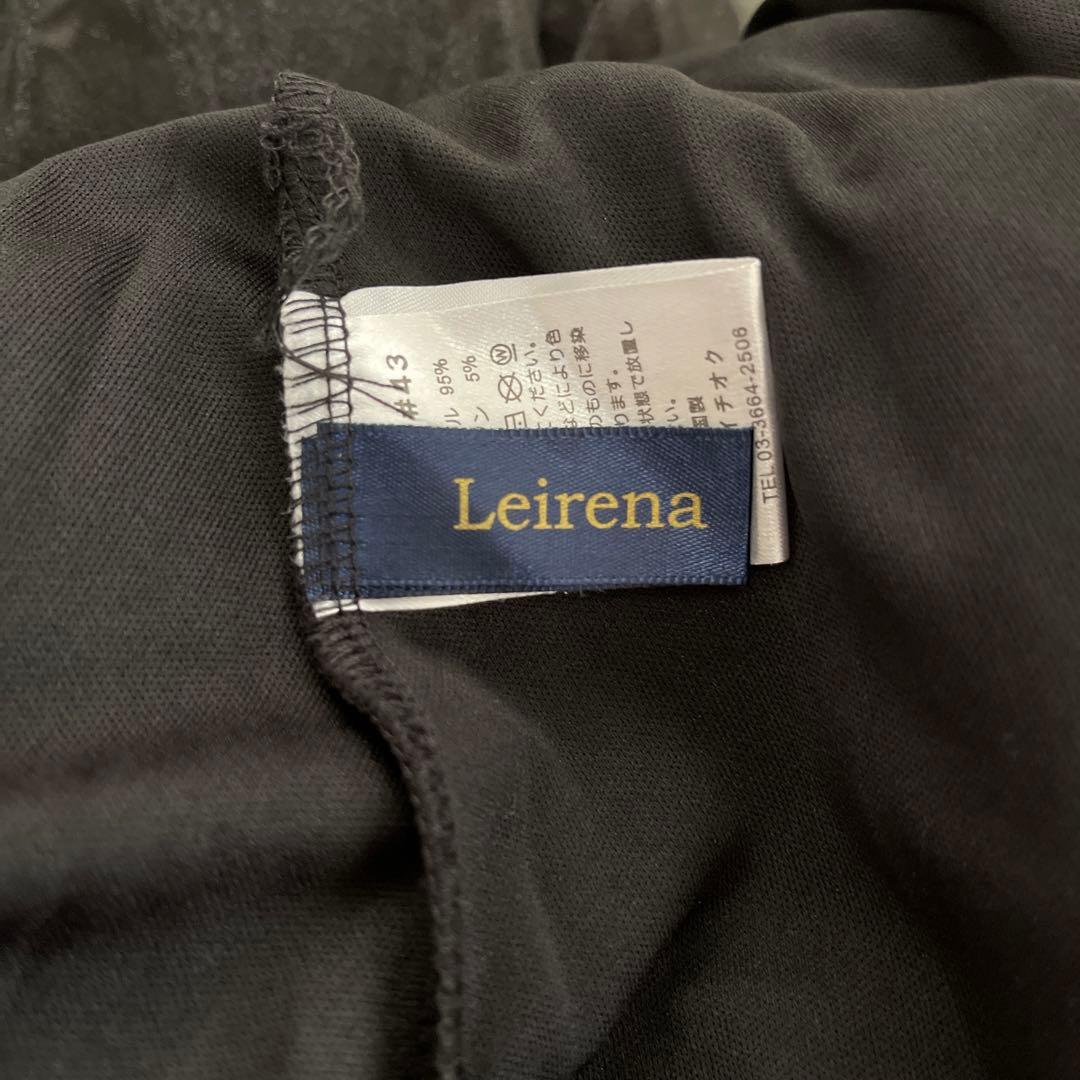 Leirena
#43
ル 95%
ン 5%
ください。
などにより色
のものに移染
ります。
状態で放置し
い。
国製
イチオク
TEL.03-3664-2506